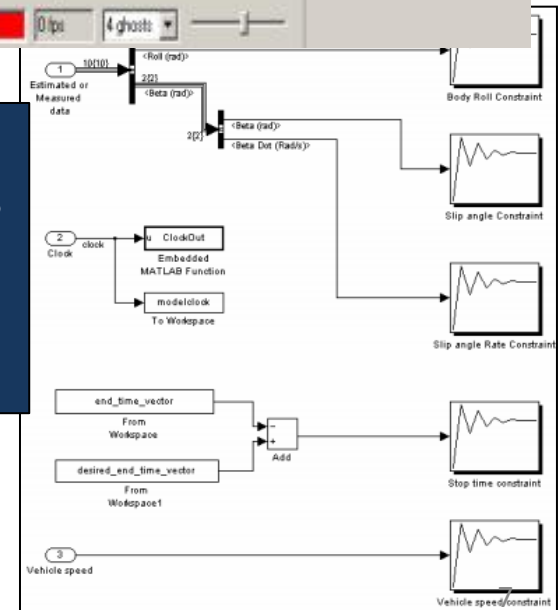 0 fps
4 ghosts
<Roll (rad)>
1
10{10}
Estimated or
Measured
data
2{2}
<Beta (rad)>
Body Roll Constraint
2{2}
<Beta (rad)>
<Beta Dot (Rad/s)>
Slip angle Constraint
2
clock
Clock
u
ClockOut
Embedded
MATLAB Function
modelclock
To Workspace
Slip angle Rate Constraint
end_time_vector
From
Workspace
−
+
Add
desired_end_time_vector
From
Workspace1
Stop time constraint
3
Vehicle speed
Vehicle speed constraint
7